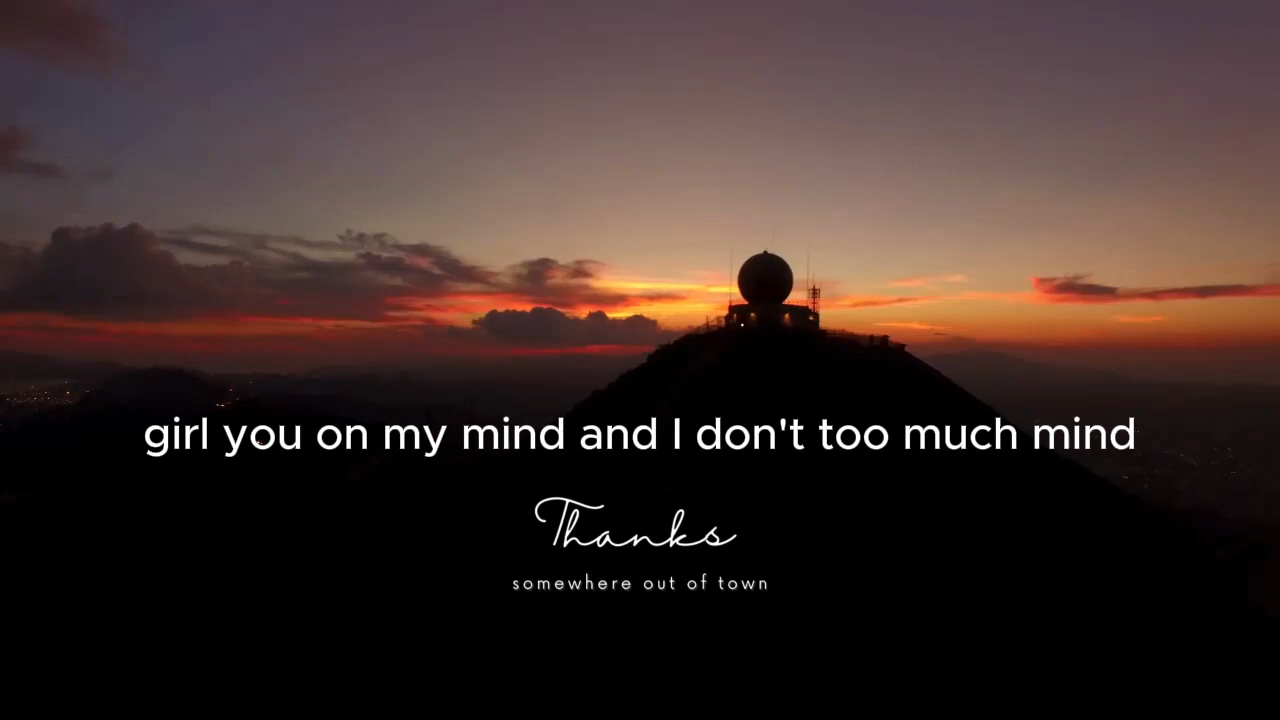 girl you on my mind and I don't too much mind
Thanks
somewhere out of town